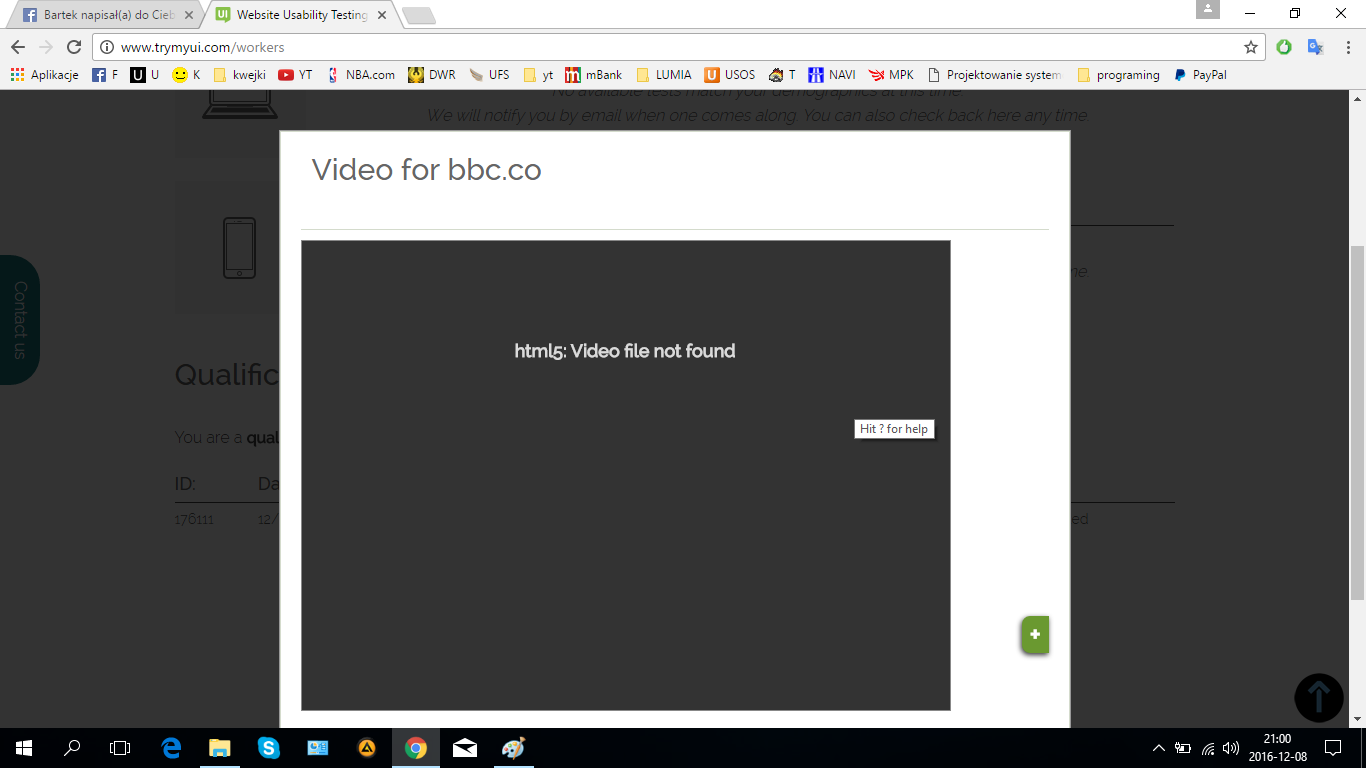 Bartek napisał(a) do Cieb
Website Usability Testing
www.trymyui.com/workers
Aplikacje F U K kwejki YT NBA.com DWR UFS yt mBank LUMIA USOS T NAVI MPK Projektowanie system programing PayPal
No available tests match your demographics at this time.
We will notify you by email when one comes along. You can also check back here any time.
Video for bbc.co
Contact us
html5: Video file not found
Qualific
Hit ? for help
You are a qual
ID: Da
176111 12/ ed
21:00
2016-12-08